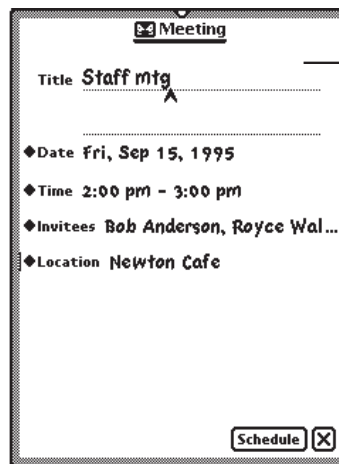 Meeting
Title Staff mtg
◆Date Fri, Sep 15, 1995
◆Time 2:00 pm - 3:00 pm
◆Invitees Bob Anderson, Royce Wal...
◆Location Newton Cafe
Schedule